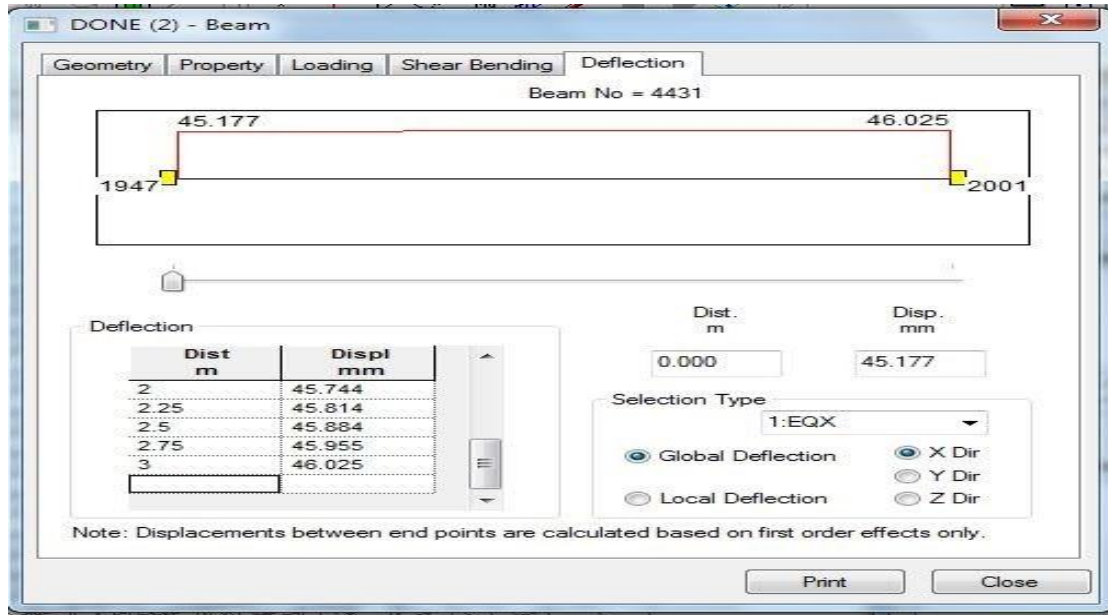 DONE (2) - Beam
Geometry Property Loading Shear Bending Deflection
Beam No = 4431
45.177 46.025
1947 2001
Deflection
Dist m Displ mm
2 45.744
2.25 45.814
2.5 45.884
2.75 45.955
3 46.025
Dist. m Disp. mm
0.000 45.177
Selection Type
1:EQX
Global Deflection X Dir
Y Dir
Local Deflection Z Dir
Note: Displacements between end points are calculated based on first order effects only.
Print Close